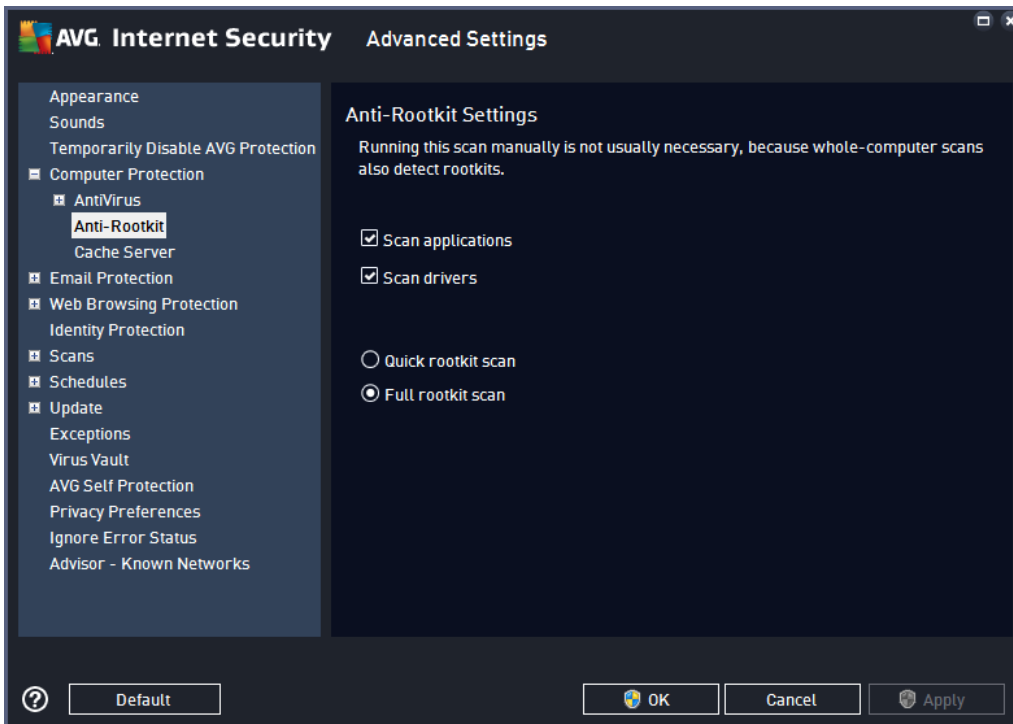 AVG. Internet Security Advanced Settings
Appearance
Sounds
Temporarily Disable AVG Protection
Computer Protection
AntiVirus
Anti-Rootkit
Cache Server
Email Protection
Web Browsing Protection
Identity Protection
Scans
Schedules
Update
Exceptions
Virus Vault
AVG Self Protection
Privacy Preferences
Ignore Error Status
Advisor - Known Networks
Anti-Rootkit Settings
Running this scan manually is not usually necessary, because whole-computer scans
also detect rootkits.
Scan applications
Scan drivers
Quick rootkit scan
Full rootkit scan
? Default OK Cancel Apply